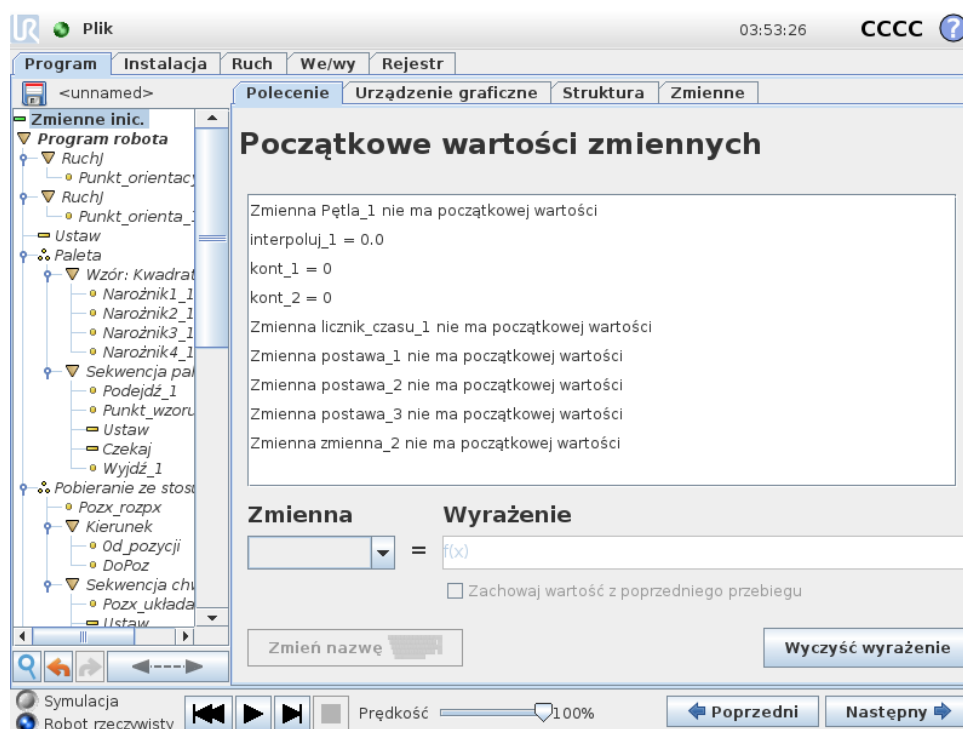 UR Plik 03:53:26 CCCC ?
Program Instalacja Ruch We/wy Rejestr
<unnamed> Polecenie Urządzenie graficzne Struktura Zmienne
Zmienne inic.
Program robota
RuchJ
Punkt_orientacy
RuchJ
Punkt_orienta_1
Ustaw
Paleta
Wzór: Kwadrat
Narożnik1_1
Narożnik2_1
Narożnik3_1
Narożnik4_1
Sekwencja pal
Podejdź_1
Punkt_wzoru
Ustaw
Czekaj
Wyjdź_1
Pobieranie ze stosu
Pozx_rozpx
Kierunek
Od_pozycji
DoPoz
Sekwencja chw
Pozx_układa
Ustaw
Początkowe wartości zmiennych
Zmienna Pętla_1 nie ma początkowej wartości
interpoluj_1 = 0.0
kont_1 = 0
kont_2 = 0
Zmienna licznik_czasu_1 nie ma początkowej wartości
Zmienna postawa_1 nie ma początkowej wartości
Zmienna postawa_2 nie ma początkowej wartości
Zmienna postawa_3 nie ma początkowej wartości
Zmienna zmienna_2 nie ma początkowej wartości
Zmienna Wyrażenie
= f(x)
Zachowaj wartość z poprzedniego przebiegu
Zmień nazwę Wyczyść wyrażenie
Symulacja
Robot rzeczywisty
Prędkość 100% Poprzedni Następny